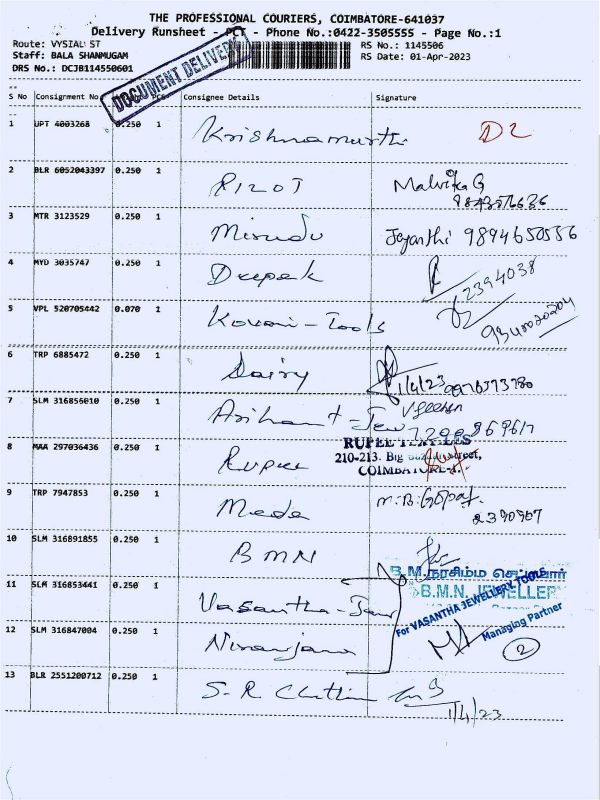 THE PROFESSIONAL COURIERS, COIMBATORE-641037
Delivery Runsheet - PCT - Phone No.:0422-3505555 - Page No.:1
Route: VYSIAL ST
RS No.: 1145506
Staff: BALA SHANMUGAM
RS Date: 01-Apr-2023
DRS No.: DCJB114550601
DOCUMENT DELIVERY
S No Consignment No PCS Consignee Details Signature
1 UPT 4003268 0.250 1 Krishnamurthi D2
2 BLR 6052043397 0.250 1 RIZOT Malvika G
3 MTR 3123529 0.250 1 Mirudu Jayanthi 9894650556
4 MYD 3035747 0.250 1 Deepak 2394038
5 VPL 520705442 0.070 1 Kovai-Tools
6 TRP 6885472 0.250 1 Dairy 1/4/23
7 SLM 316856010 0.250 1 Arihant-Jew
8 MAA 297036436 0.250 1 Rupee RUPEE TEXTILES
210-213. Big Street,
COIMBATORE-1.
9 TRP 7947853 0.250 1 M.B.Gopal
2390907
10 SLM 316891855 0.250 1 BMN
B.M.நரசிம்ம செட்டியார்
B.M.N. JEWELLER
11 SLM 316853441 0.250 1 Vasantha-Jew
For VASANTHA JEWELLERY TOOLS
Managing Partner
12 SLM 316847004 0.250 1 Niranjana 2
13 BLR 2551200712 0.250 1 S.R Chettiar
1/4/23